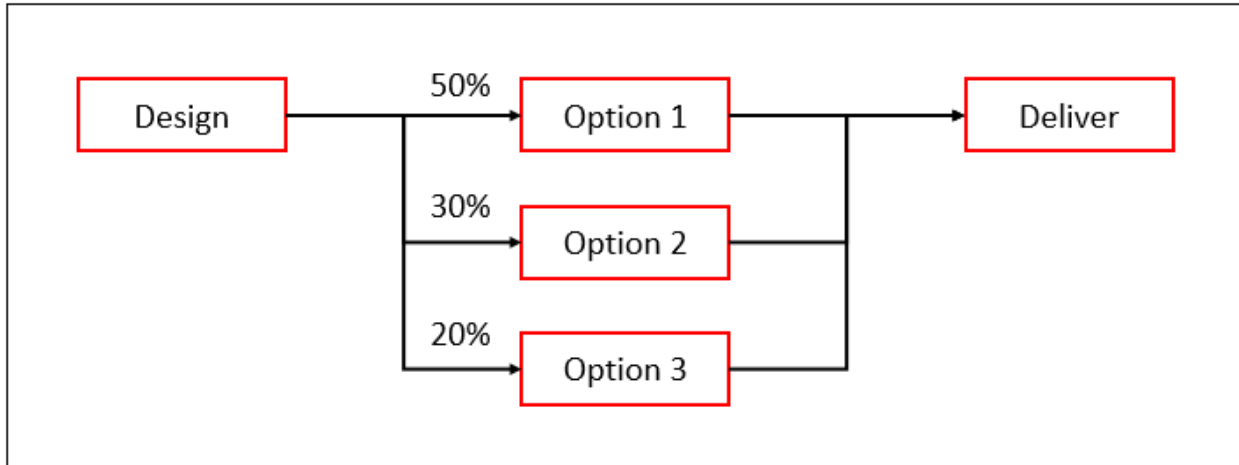 50%
Design
Option 1
Deliver
30%
Option 2
20%
Option 3